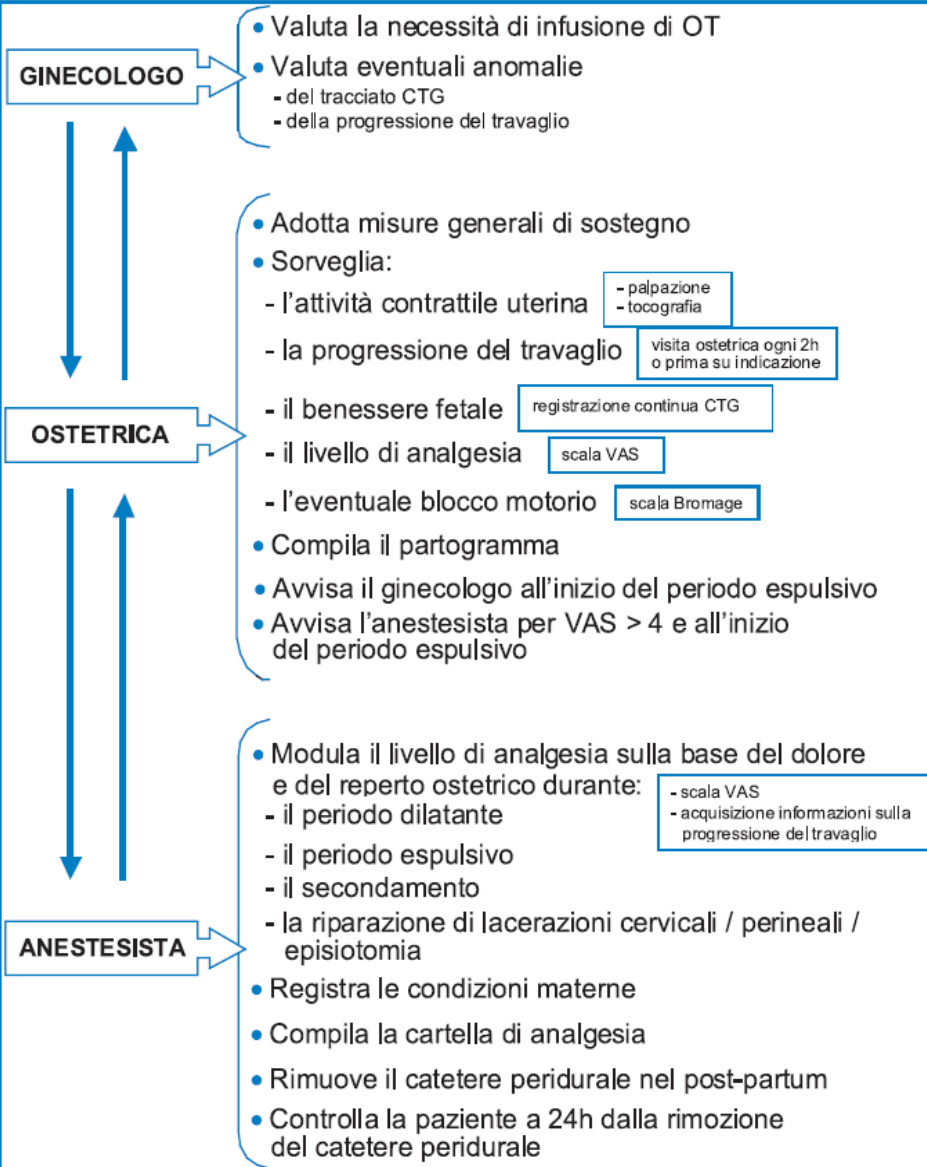 GINECOLOGO
• Valuta la necessità di infusione di OT
• Valuta eventuali anomalie
- del tracciato CTG
- della progressione del travaglio
OSTETRICA
• Adotta misure generali di sostegno
• Sorveglia:
- l'attività contrattile uterina
- palpazione
- tocografia
- la progressione del travaglio
visita ostetrica ogni 2h
o prima su indicazione
- il benessere fetale
registrazione continua CTG
- il livello di analgesia
scala VAS
- l'eventuale blocco motorio
scala Bromage
• Compila il partogramma
• Avvisa il ginecologo all'inizio del periodo espulsivo
• Avvisa l'anestesista per VAS > 4 e all'inizio
del periodo espulsivo
ANESTESISTA
• Modula il livello di analgesia sulla base del dolore
e del reperto ostetrico durante:
- scala VAS
- acquisizione informazioni sulla
progressione del travaglio
- il periodo dilatante
- il periodo espulsivo
- il secondamento
- la riparazione di lacerazioni cervicali / perineali /
episiotomia
• Registra le condizioni materne
• Compila la cartella di analgesia
• Rimuove il catetere peridurale nel post-partum
• Controlla la paziente a 24h dalla rimozione
del catetere peridurale